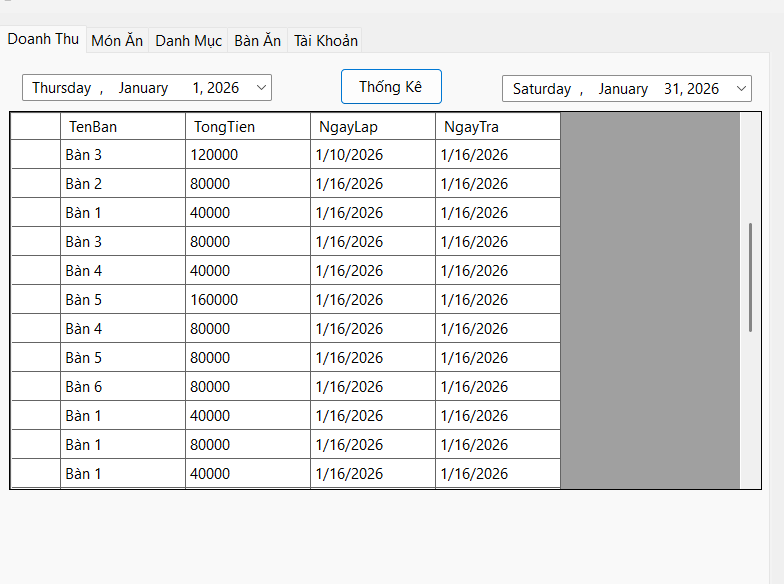 Doanh Thu Món Ăn Danh Mục Bàn Ăn Tài Khoản
Thursday , January 1, 2026 Thống Kê Saturday , January 31, 2026
TenBan TongTien NgayLap NgayTra
Bàn 3 120000 1/10/2026 1/16/2026
Bàn 2 80000 1/16/2026 1/16/2026
Bàn 1 40000 1/16/2026 1/16/2026
Bàn 3 80000 1/16/2026 1/16/2026
Bàn 4 40000 1/16/2026 1/16/2026
Bàn 5 160000 1/16/2026 1/16/2026
Bàn 4 80000 1/16/2026 1/16/2026
Bàn 5 80000 1/16/2026 1/16/2026
Bàn 6 80000 1/16/2026 1/16/2026
Bàn 1 40000 1/16/2026 1/16/2026
Bàn 1 80000 1/16/2026 1/16/2026
Bàn 1 40000 1/16/2026 1/16/2026